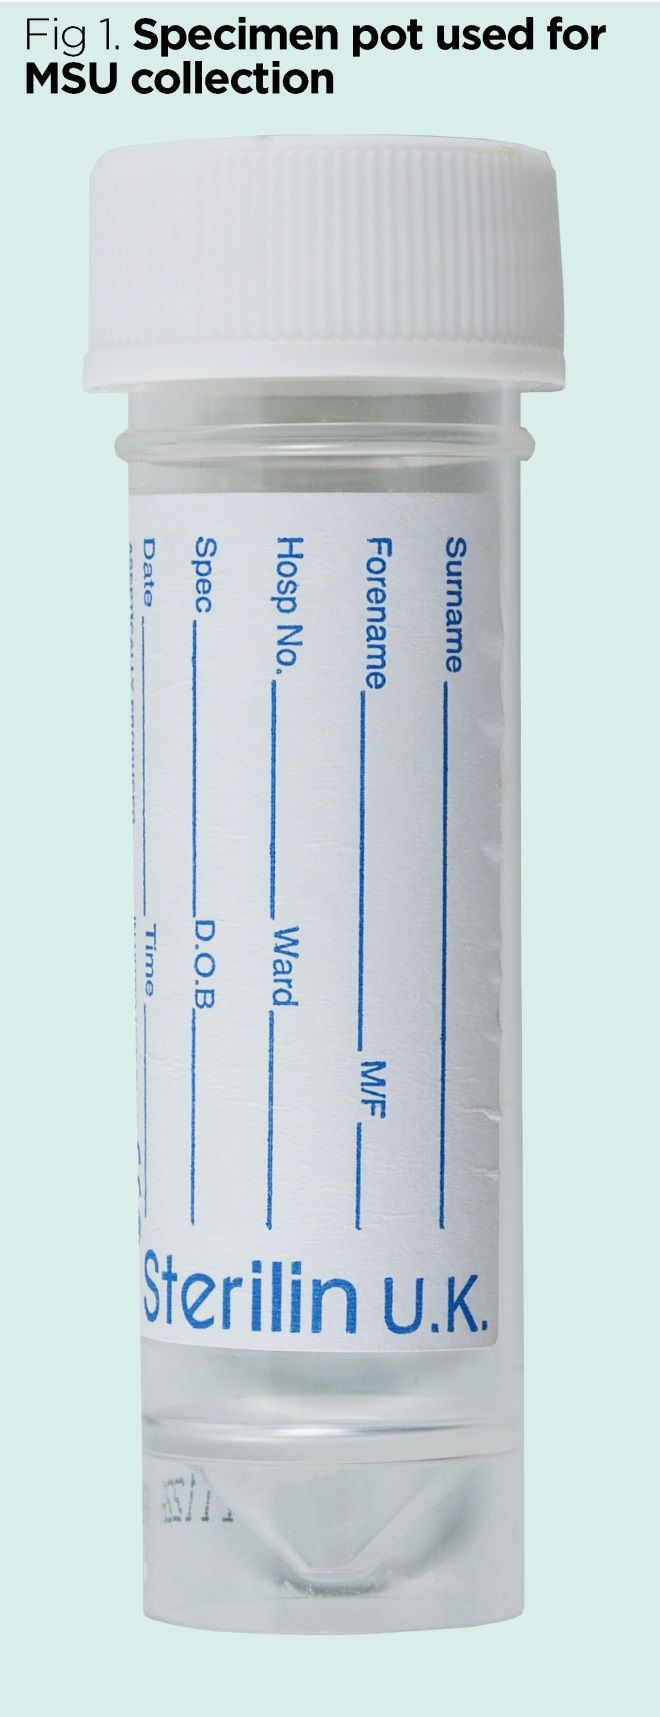 Fig 1. Specimen pot used for
MSU collection
Surname
Forename M/F
Hosp No. Ward
Spec D.O.B
Date Time
Sterilin U.K.